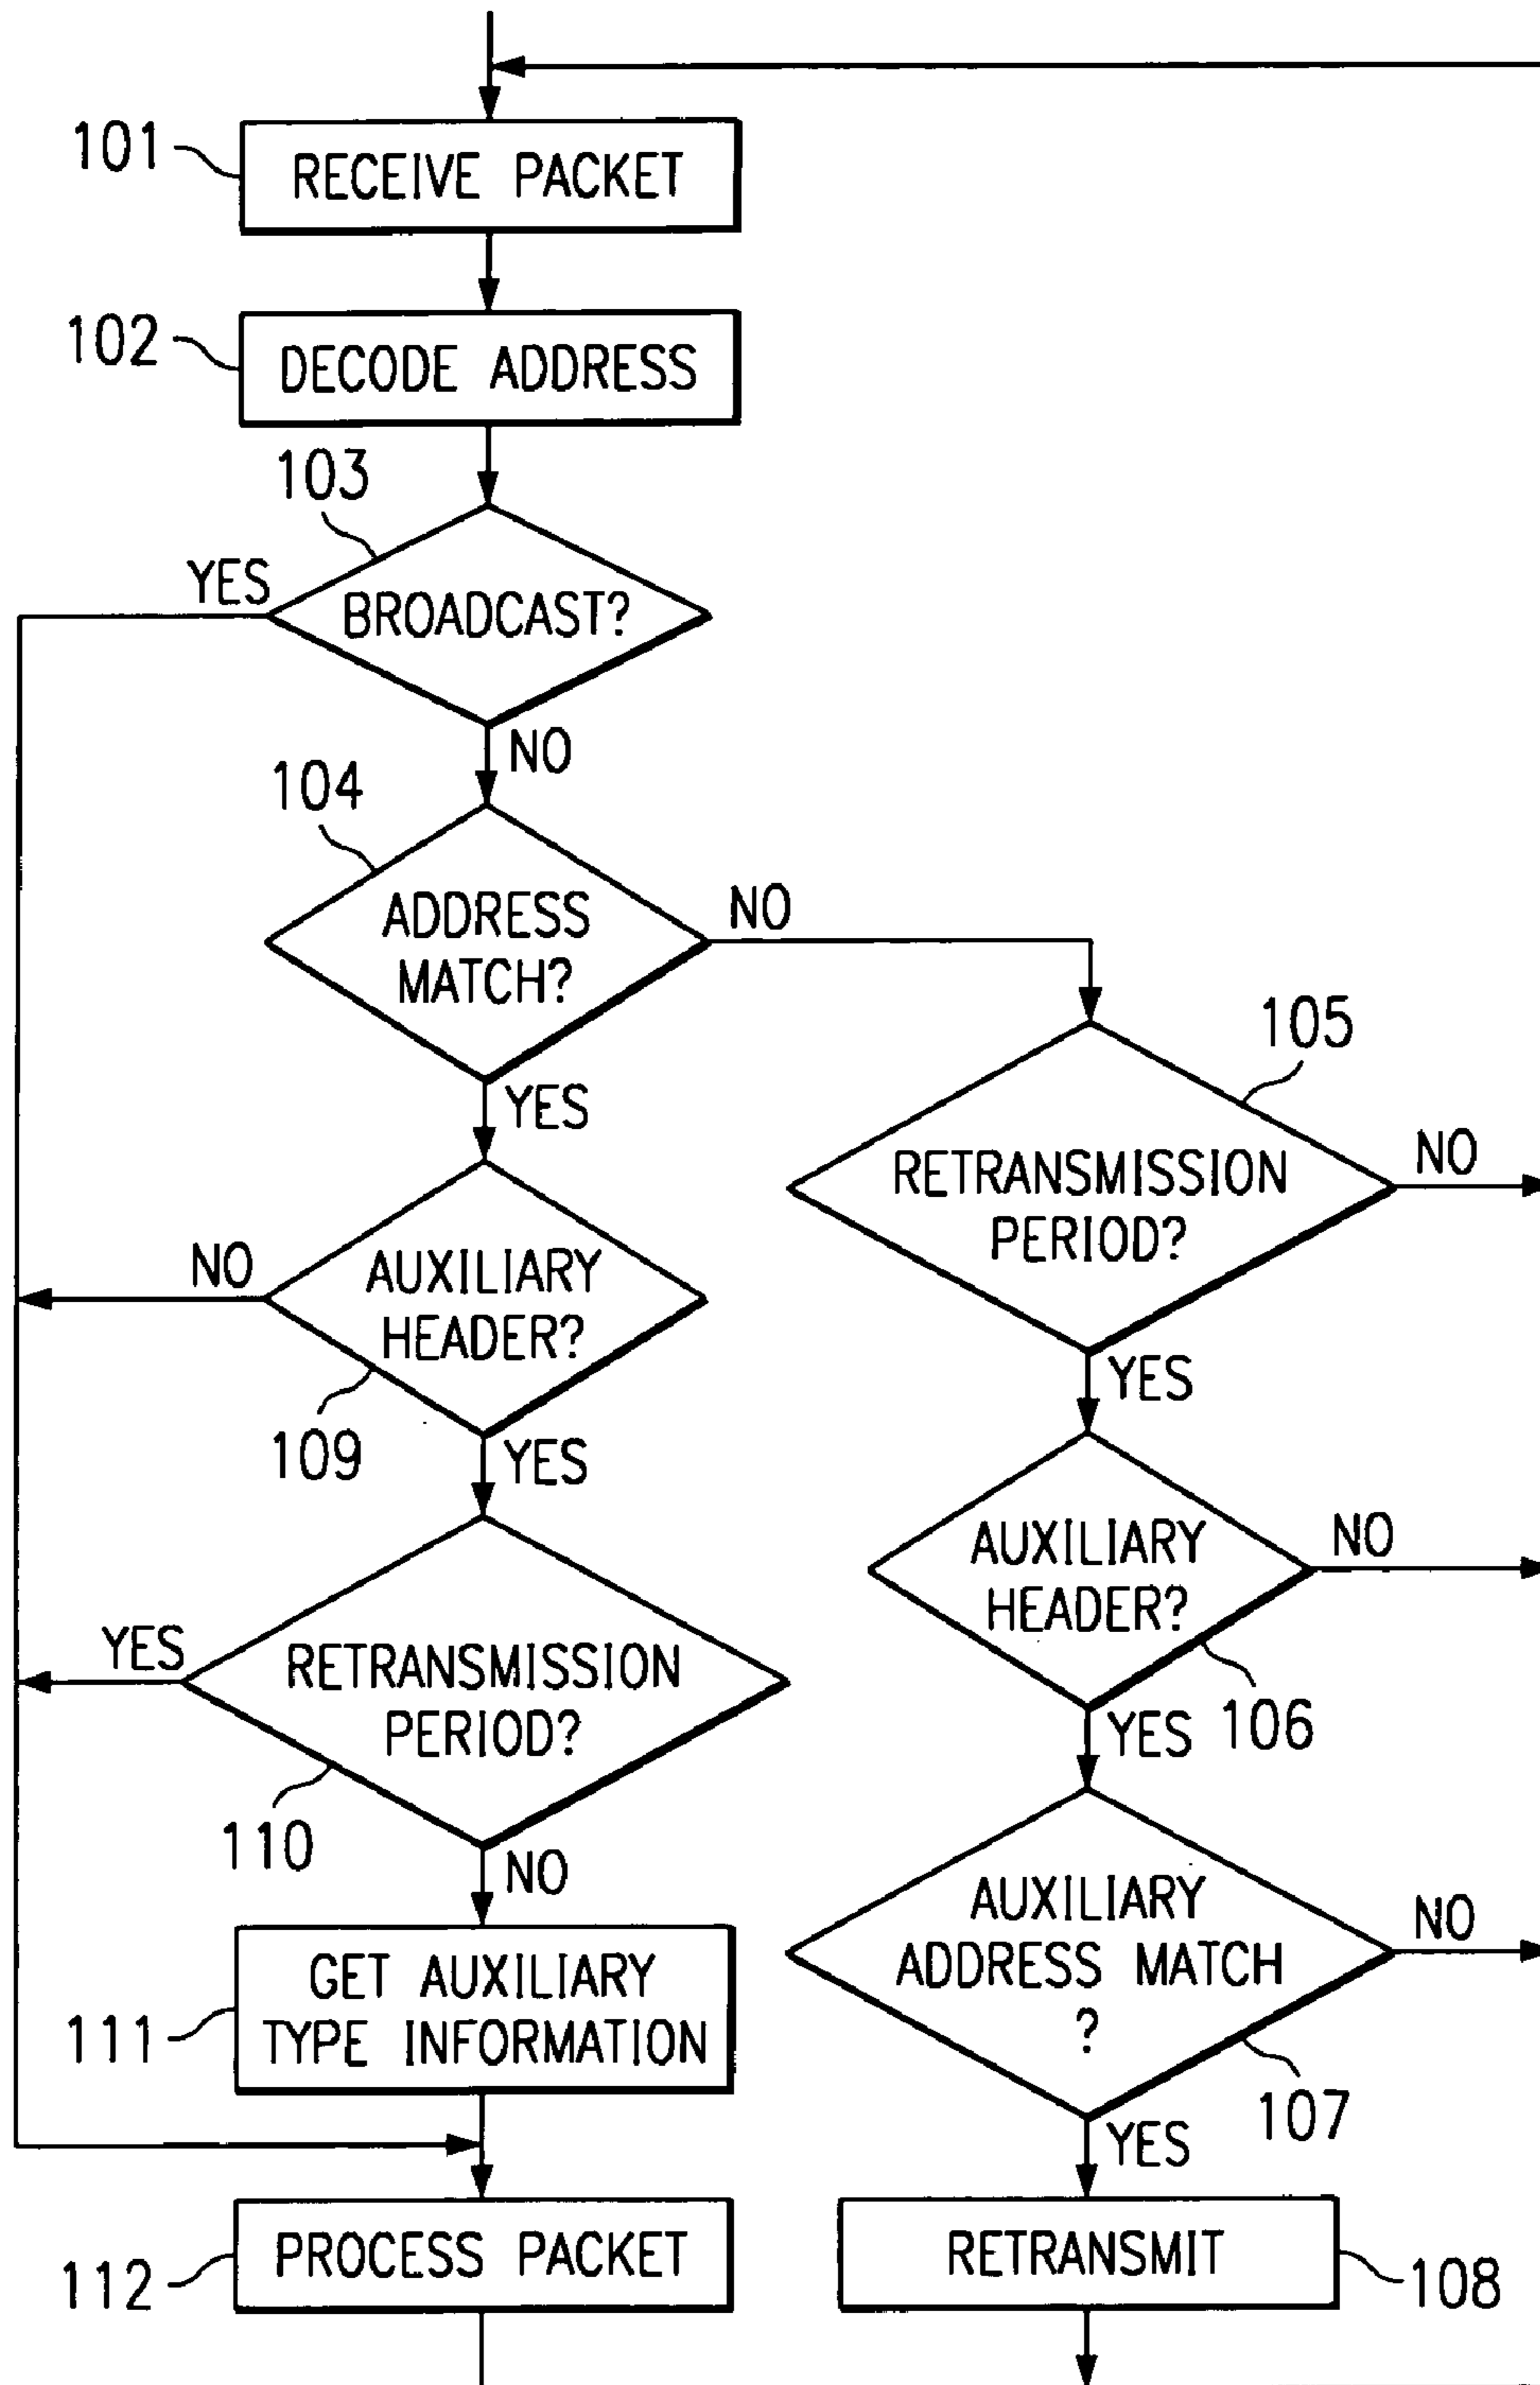 101
RECEIVE PACKET
102
DECODE ADDRESS
103
YES
BROADCAST?
NO
104
ADDRESS
MATCH?
NO
YES
105
RETRANSMISSION
PERIOD?
NO
YES
NO
AUXILIARY
HEADER?
109
YES
AUXILIARY
HEADER?
NO
106
YES
YES
RETRANSMISSION
PERIOD?
110
NO
AUXILIARY
ADDRESS MATCH
?
NO
107
YES
111
GET AUXILIARY
TYPE INFORMATION
112
PROCESS PACKET
RETRANSMIT
108